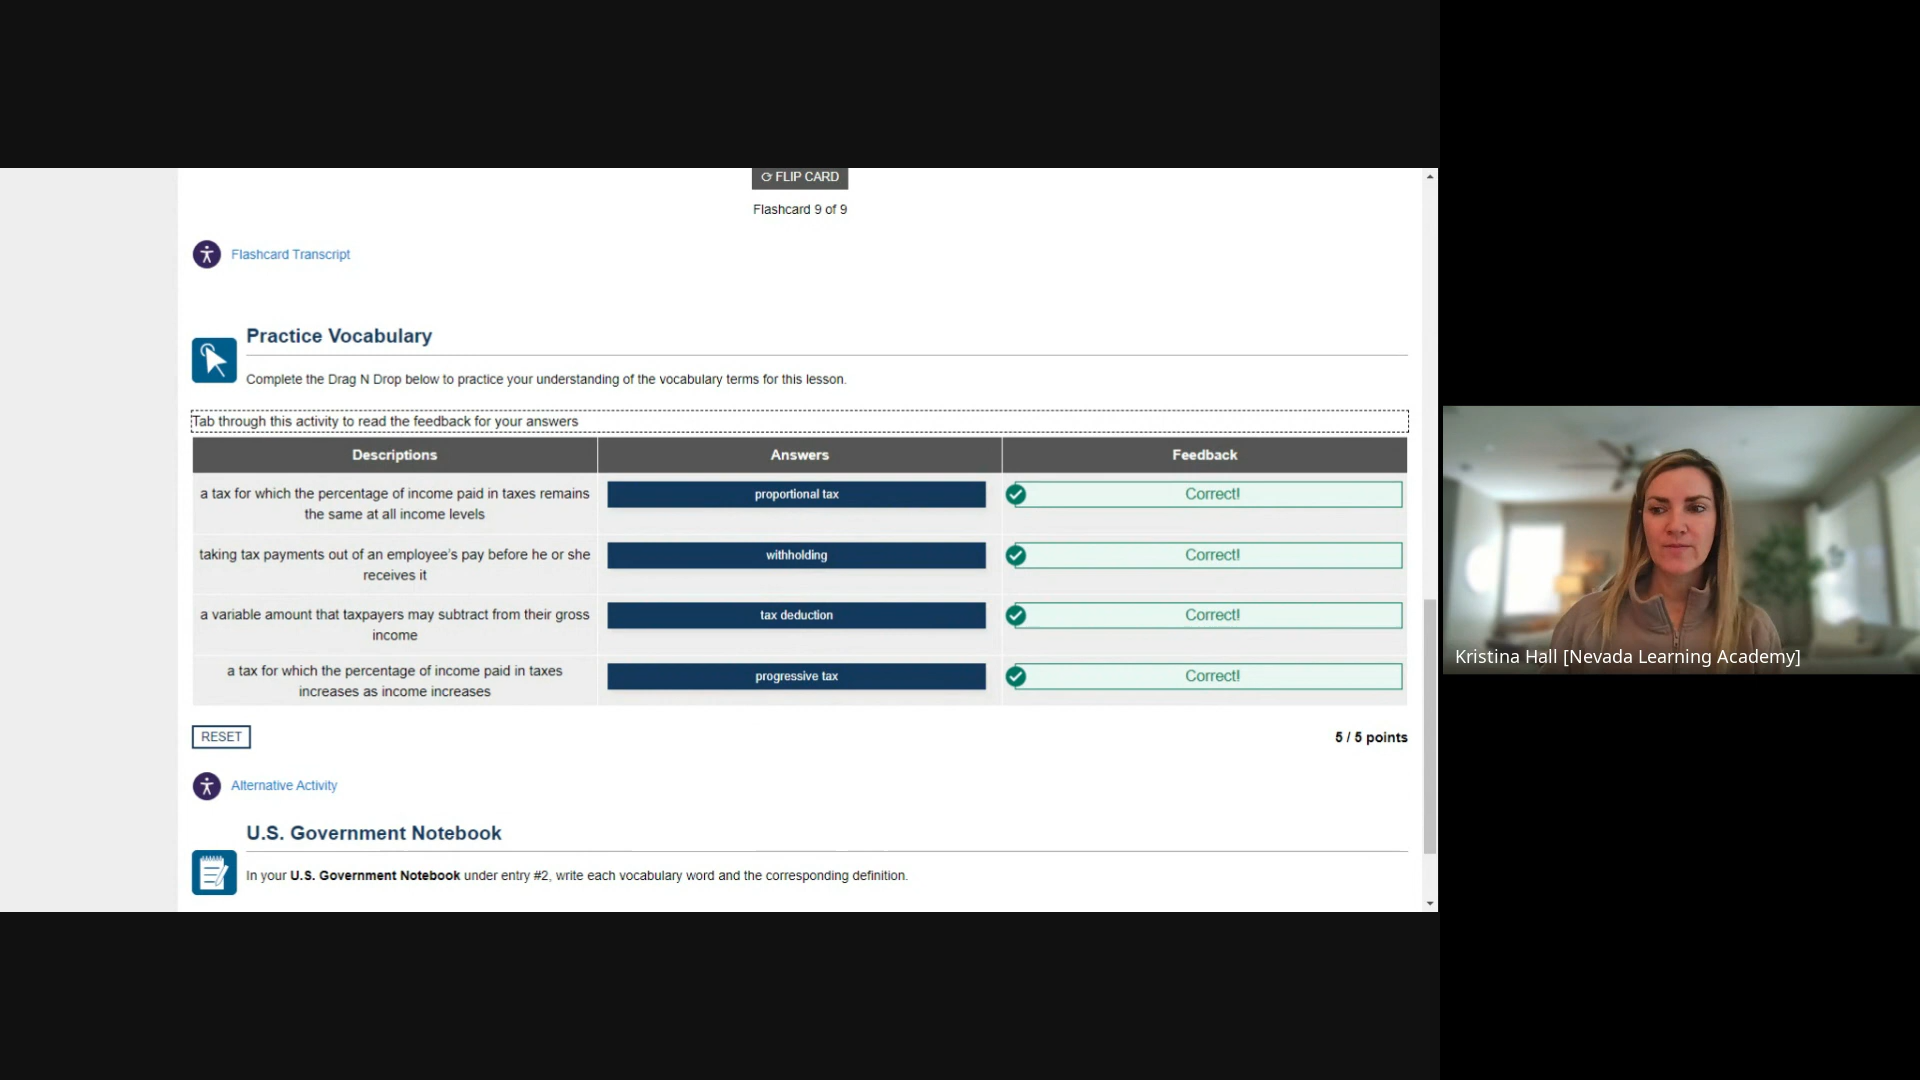 FLIP CARD
Flashcard 9 of 9
Flashcard Transcript
Practice Vocabulary
Complete the Drag N Drop below to practice your understanding of the vocabulary terms for this lesson.
Tab through this activity to read the feedback for your answers
Descriptions Answers Feedback
a tax for which the percentage of income paid in taxes remains
the same at all income levels
proportional tax
Correct!
taking tax payments out of an employee's pay before he or she
receives it
withholding
Correct!
a variable amount that taxpayers may subtract from their gross
income
tax deduction
Correct!
a tax for which the percentage of income paid in taxes
increases as income increases
progressive tax
Correct!
RESET
5 / 5 points
Alternative Activity
U.S. Government Notebook
In your U.S. Government Notebook under entry #2, write each vocabulary word and the corresponding definition.
Kristina Hall [Nevada Learning Academy]